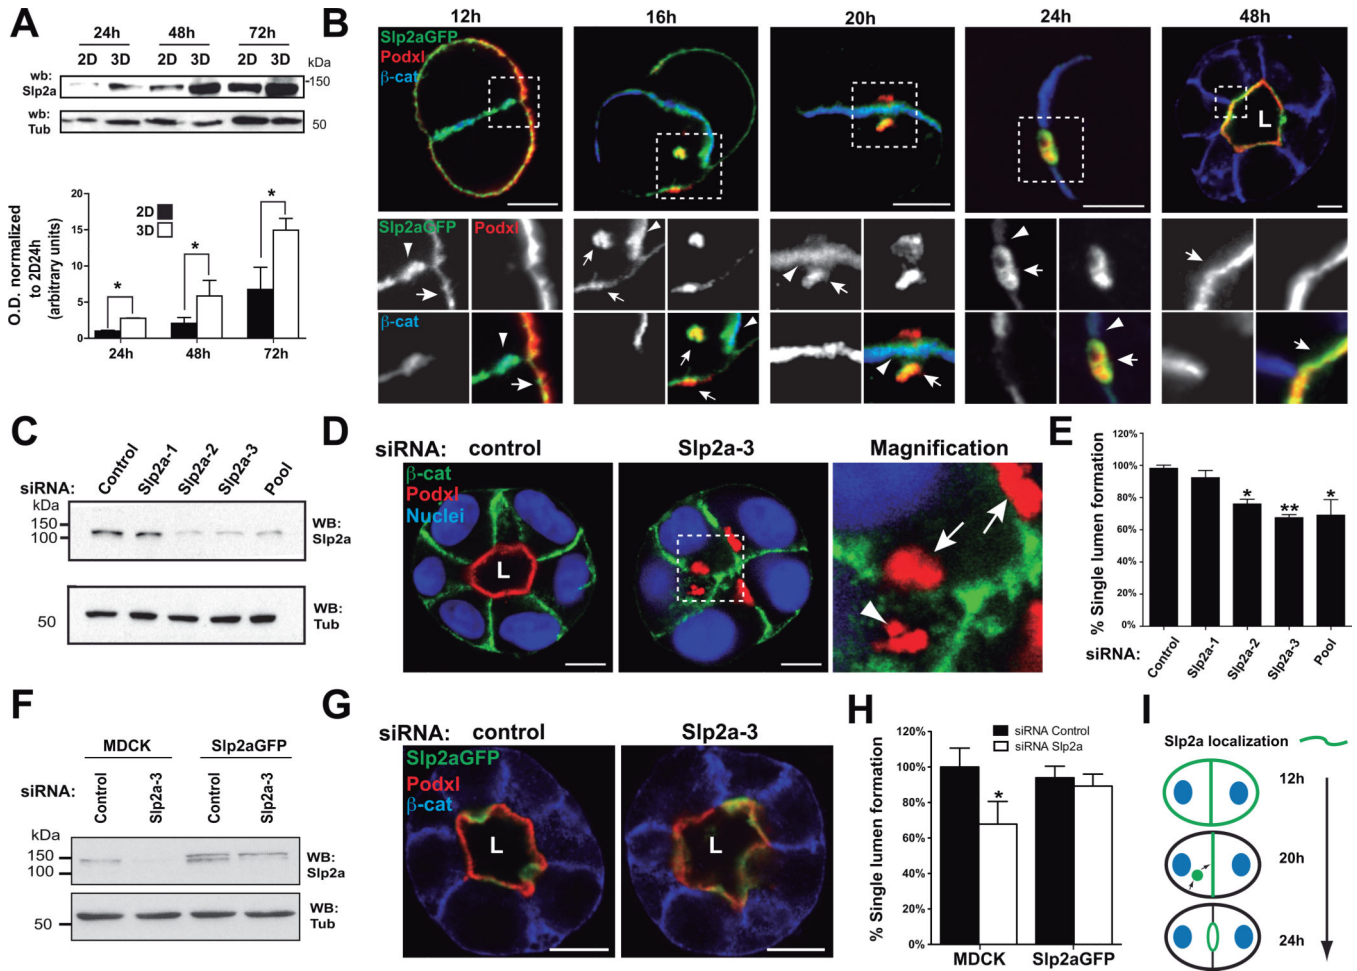 A
24h 48h 72h
2D 3D 2D 3D 2D 3D kDa
wb: Slp2a -150
wb: Tub 50
O.D. normalized to 2D24h (arbitrary units)
20
15
10
5
0
2D
3D
* * *
24h 48h 72h
B
12h 16h 20h 24h 48h
Slp2aGFP
Podxl
β-cat
L
Slp2aGFP Podxl
β-cat
C
siRNA: Control Slp2a-1 Slp2a-2 Slp2a-3 Pool
kDa
150
100
WB: Slp2a
50
WB: Tub
D
siRNA: control Slp2a-3 Magnification
β-cat
Podxl
Nuclei
L
E
% Single lumen formation
120%
100%
80%
60%
40%
20%
0%
* ** *
siRNA: Control Slp2a-1 Slp2a-2 Slp2a-3 Pool
F
MDCK Slp2aGFP
siRNA: Control Slp2a-3 Control Slp2a-3
kDa
150
100
WB: Slp2a
50
WB: Tub
G
siRNA: control Slp2a-3
Slp2aGFP
Podxl
β-cat
L L
H
siRNA Control
siRNA Slp2a
% Single lumen formation
120%
100%
80%
60%
40%
20%
0%
*
MDCK Slp2aGFP
I
Slp2a localization
12h
20h
24h